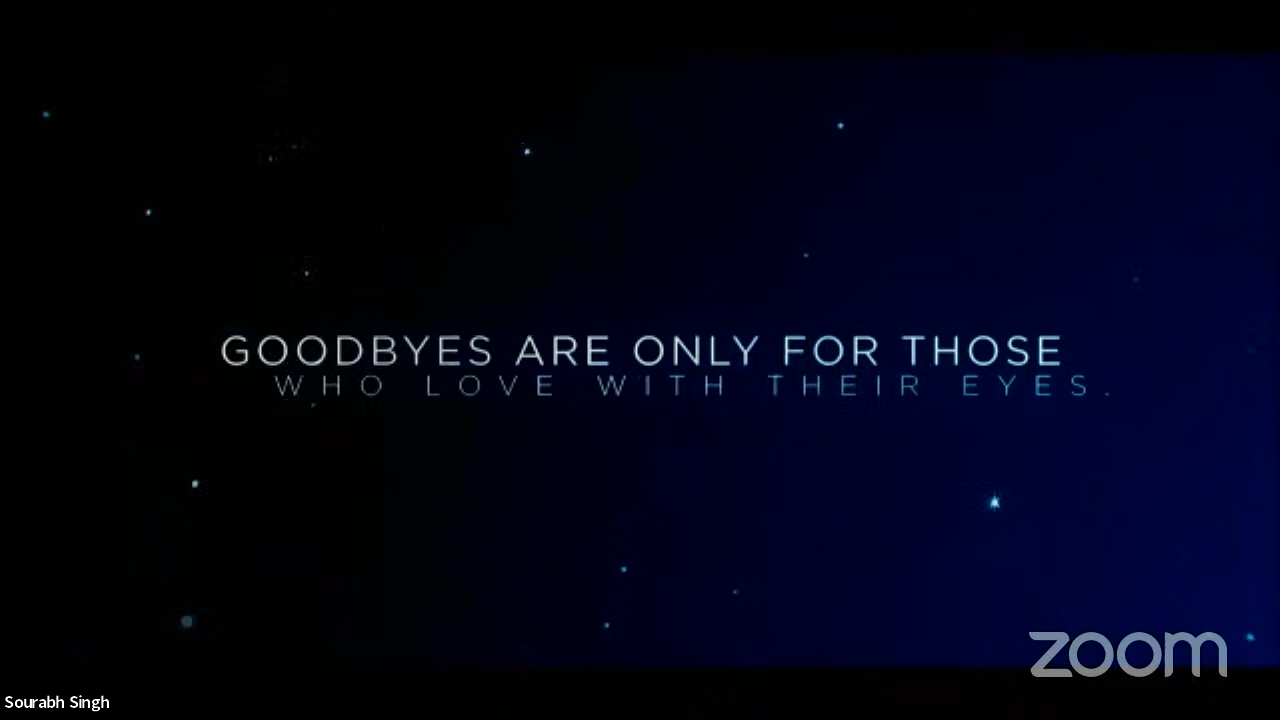 GOODBYES ARE ONLY FOR THOSE
WHO LOVE WITH THEIR EYES.
zoom
Sourabh Singh